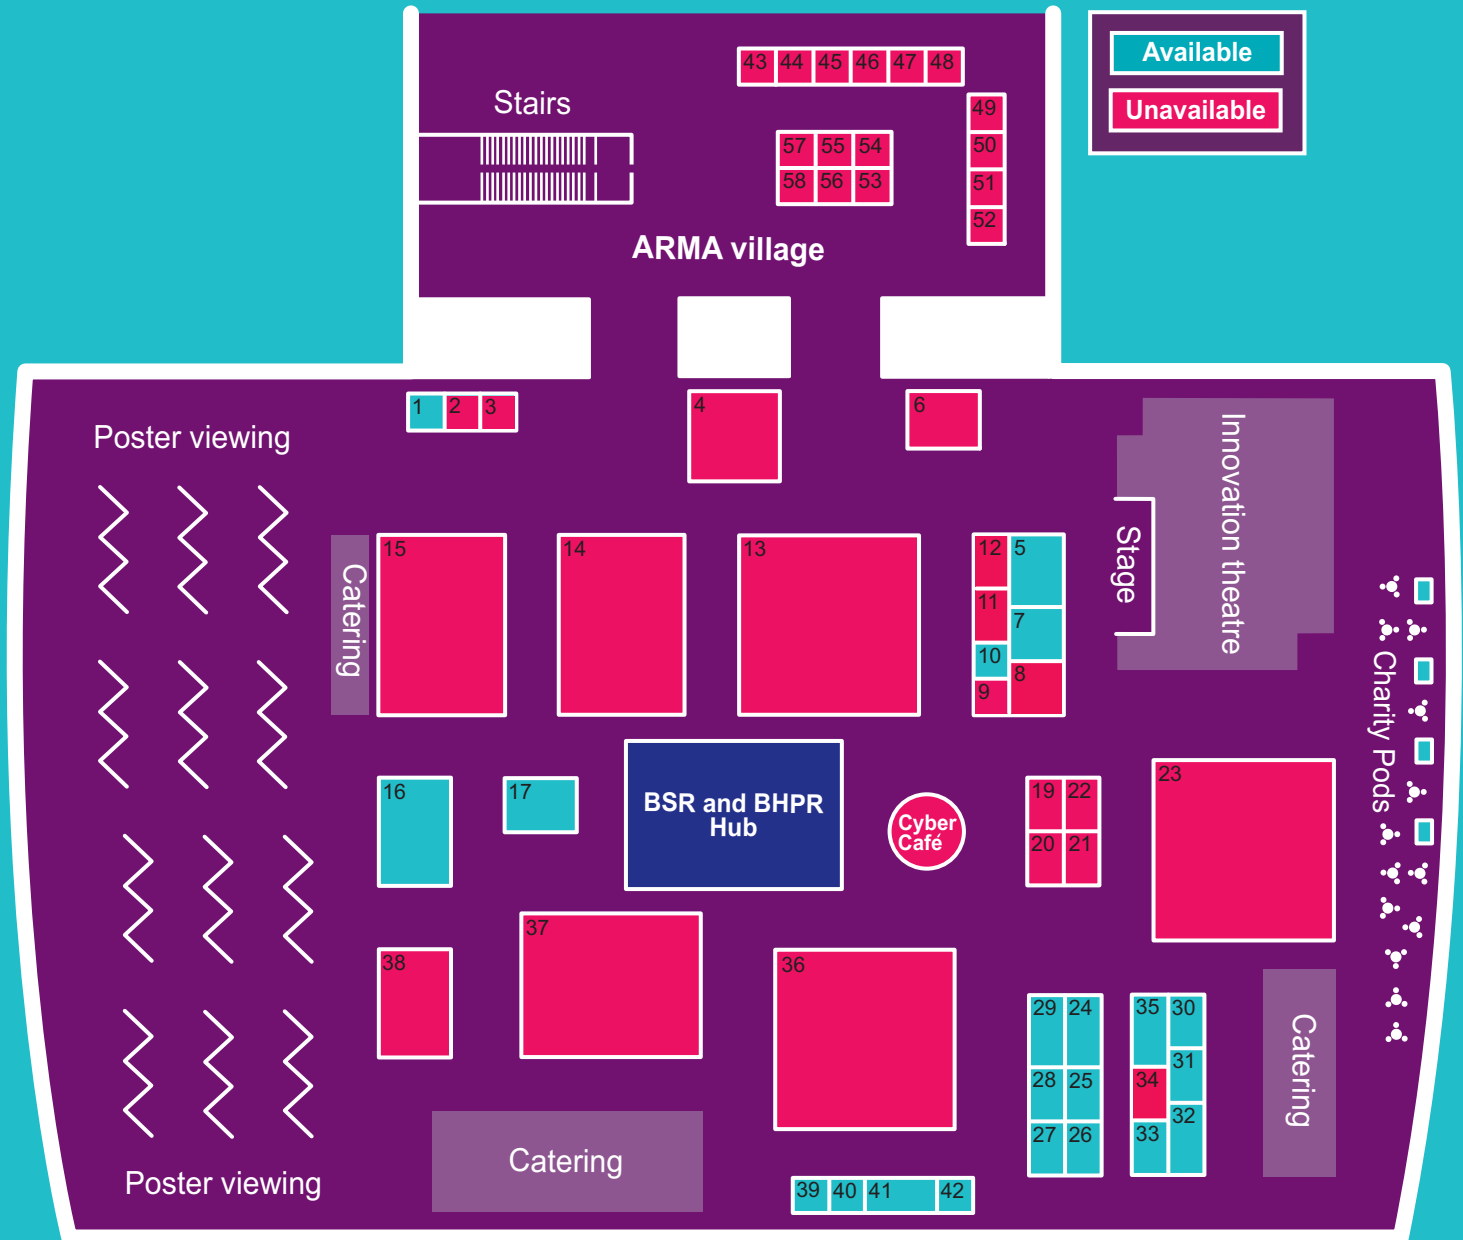 Available
Unavailable
43 44 45 46 47 48
Stairs
49
50
51
52
57 55 54
58 56 53
ARMA village
1 2 3
4
6
Poster viewing
Innovation theatre
Stage
Catering
15
14
13
12 5
11
7
10
8
9
Charity Pods
16
17
BSR and BHPR
Hub
Cyber
Café
19 22
20 21
23
37
38
36
29 24
28 25
27 26
35 30
31
34
32
33
Catering
Catering
39 40 41 42
Poster viewing